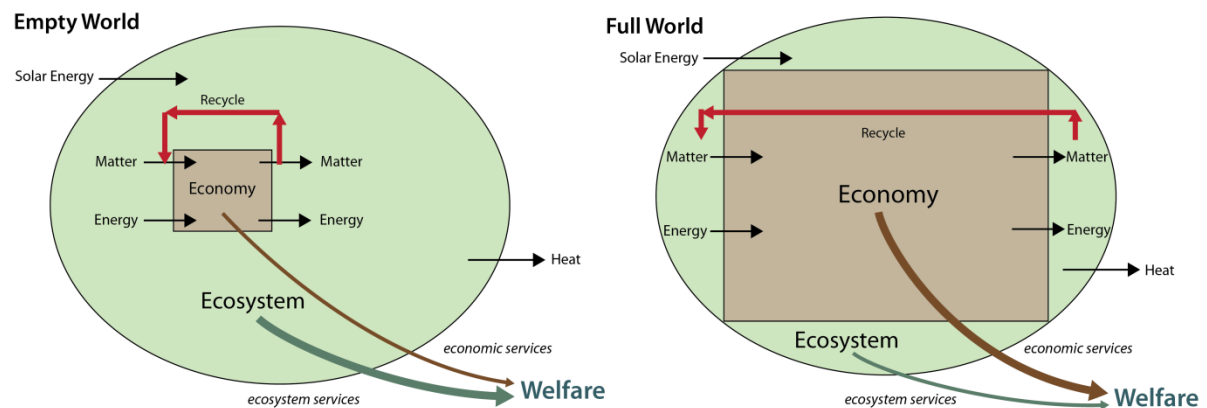 Empty World
Solar Energy
Recycle
Matter
Matter
Economy
Energy
Energy
Heat
Ecosystem
economic services
ecosystem services
Welfare
Full World
Solar Energy
Recycle
Matter
Matter
Economy
Energy
Energy
Heat
Ecosystem
economic services
ecosystem services
Welfare